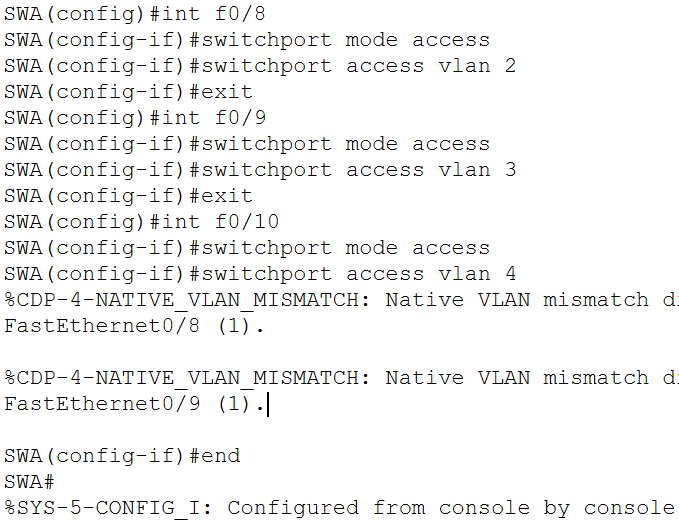 SWA(config)#int f0/8
SWA(config-if)#switchport mode access
SWA(config-if)#switchport access vlan 2
SWA(config-if)#exit
SWA(config)#int f0/9
SWA(config-if)#switchport mode access
SWA(config-if)#switchport access vlan 3
SWA(config-if)#exit
SWA(config)#int f0/10
SWA(config-if)#switchport mode access
SWA(config-if)#switchport access vlan 4
%CDP-4-NATIVE_VLAN_MISMATCH: Native VLAN mismatch
FastEthernet0/8 (1).
%CDP-4-NATIVE_VLAN_MISMATCH: Native VLAN mismatch
FastEthernet0/9 (1).
SWA(config-if)#end
SWA#
%SYS-5-CONFIG_I: Configured from console by console